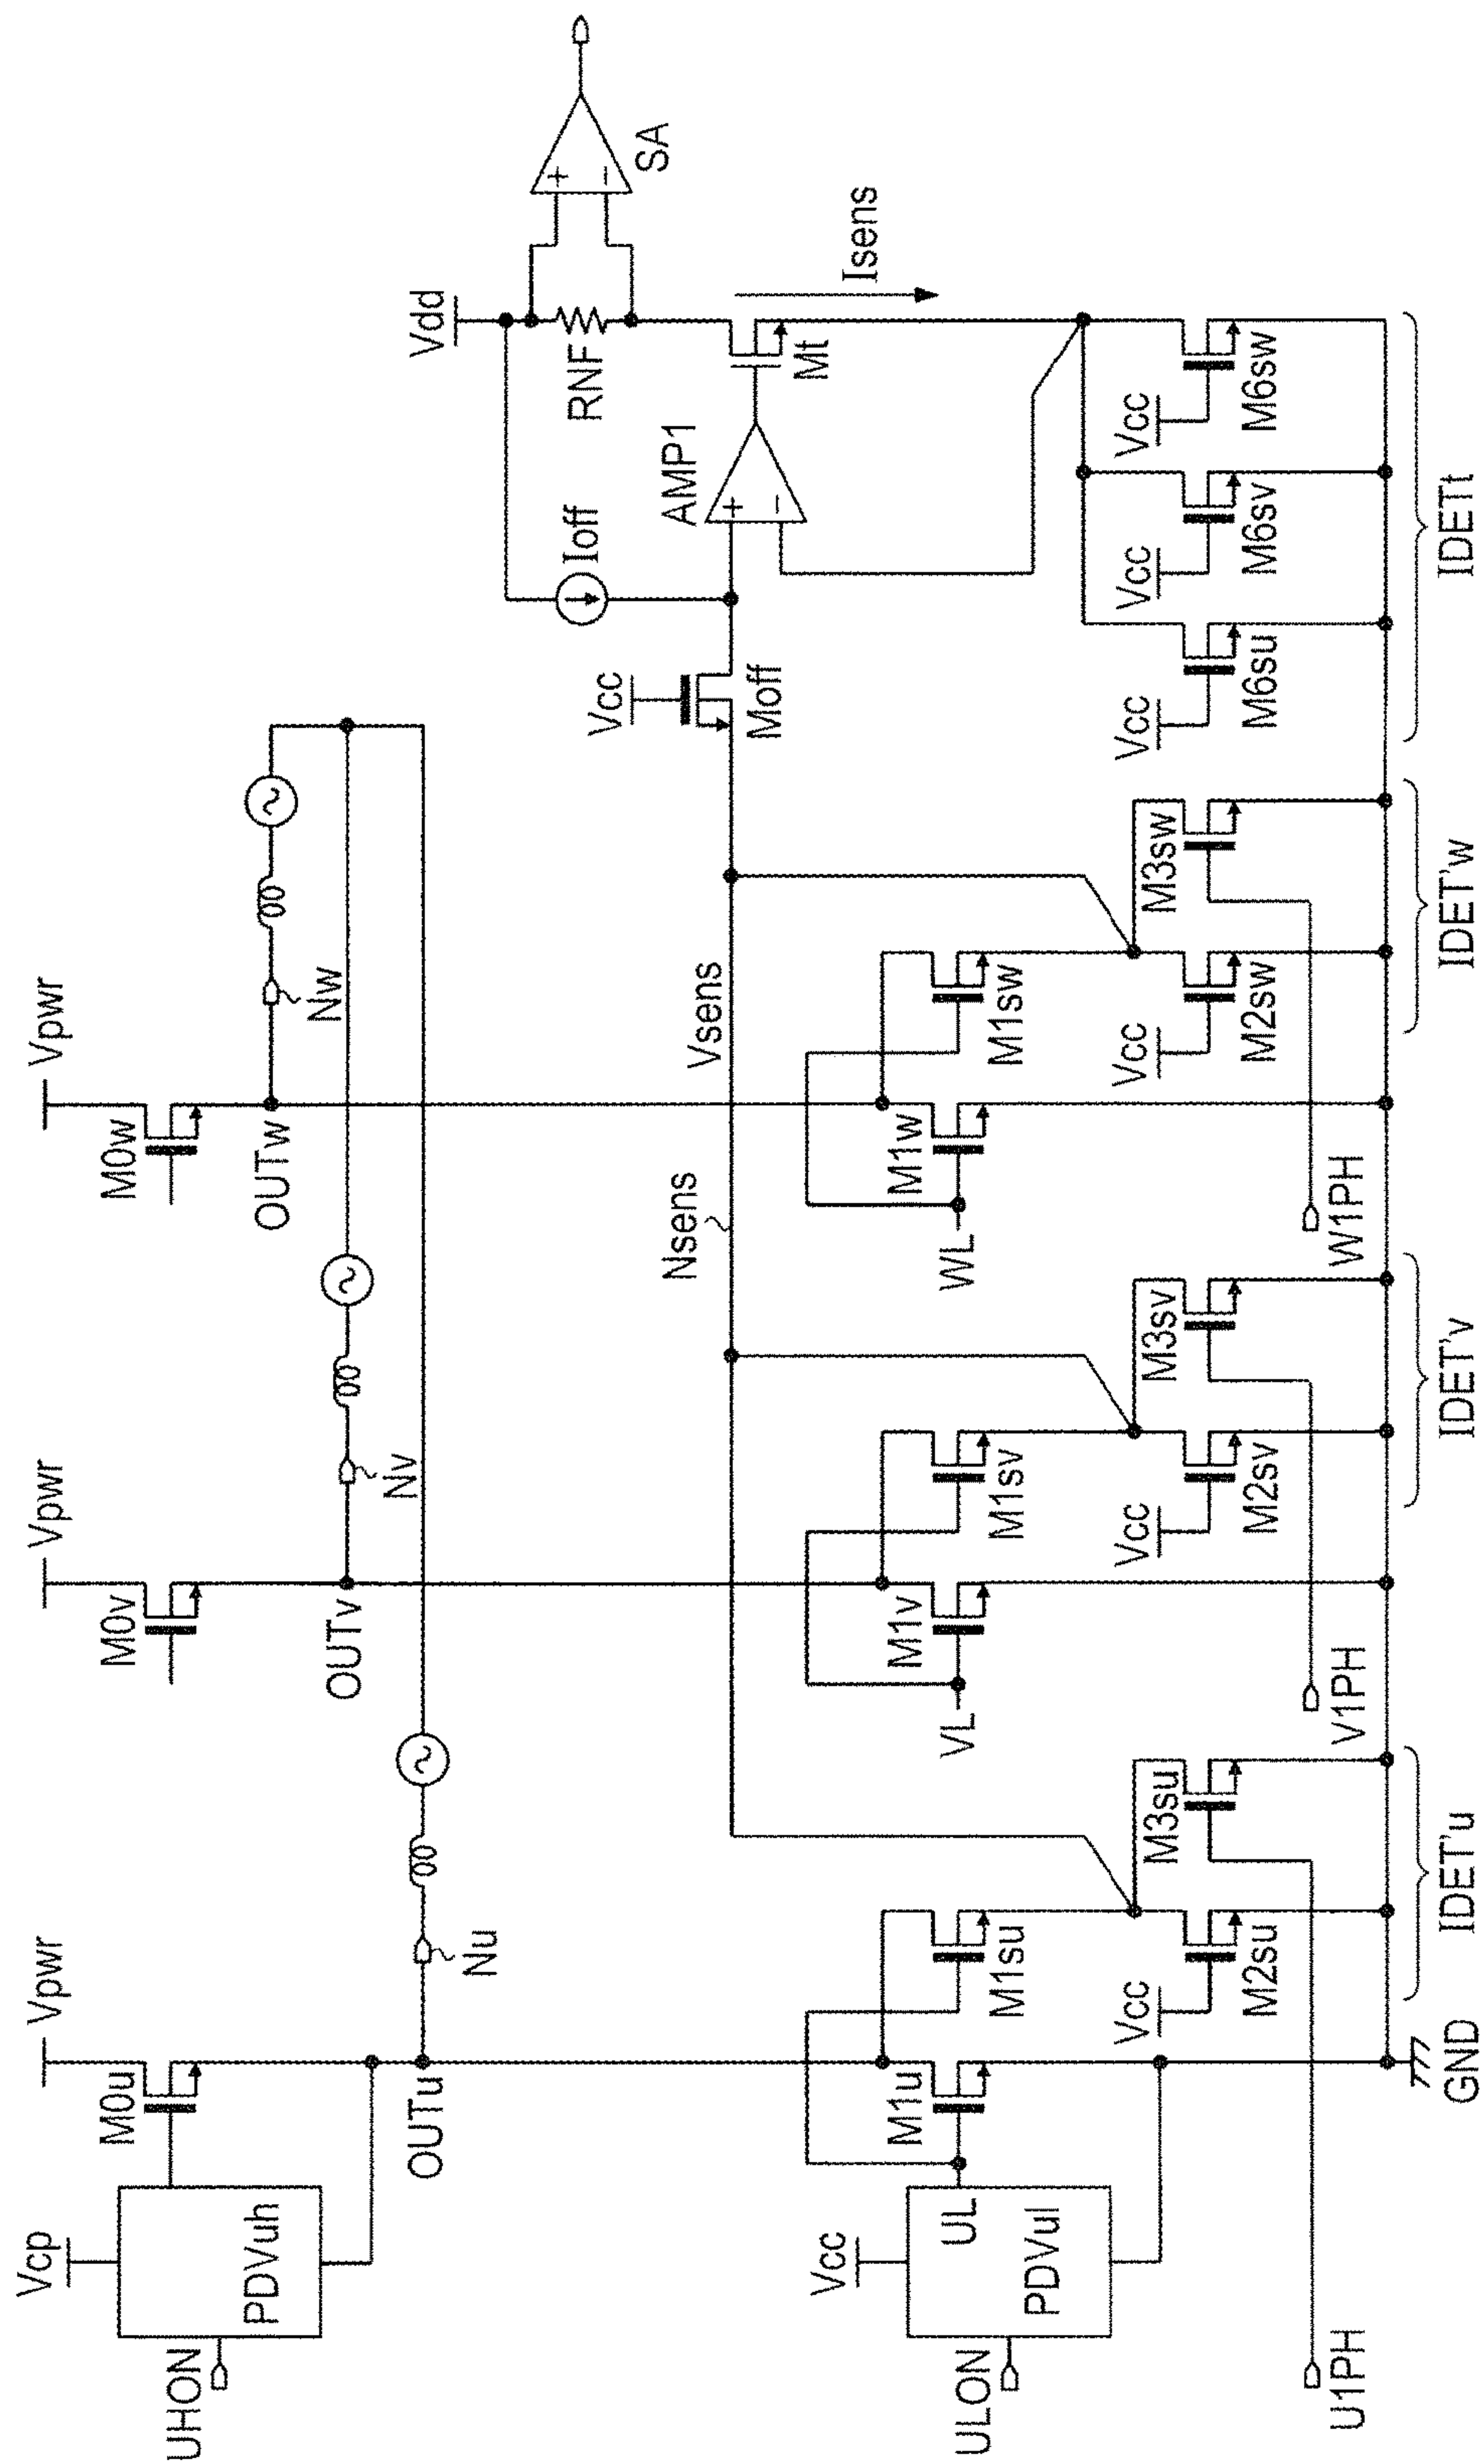 Vcp
UHON
PDVuh
M0u
Vpwr
OUTu
Nu
M0v
Vpwr
OUTv
Nv
M0w
Vpwr
OUTw
Nw
Vdd
RNF
+
−
SA
Ioff
Vcc
Moff
AMP1
+
−
Mt
Isens
Nsens
Vsens
Vcc
ULON
UL
PDVul
M1u
M1su
Vcc
M2su
M3su
VL
M1v
M1sv
Vcc
M2sv
M3sv
WL
M1w
M1sw
Vcc
M2sw
M3sw
Vcc
M6su
Vcc
M6sv
Vcc
M6sw
U1PH
V1PH
W1PH
GND
IDET'u
IDET'v
IDET'w
IDETt